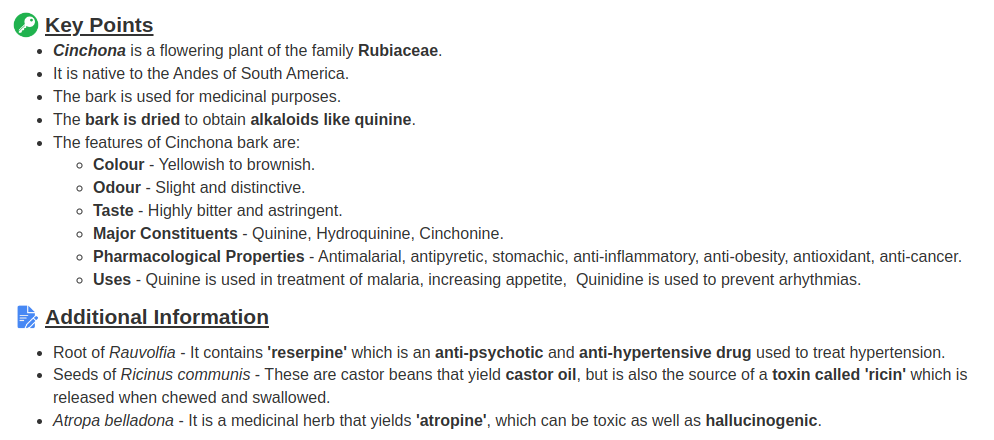 Key Points
Cinchona is a flowering plant of the family Rubiaceae.
It is native to the Andes of South America.
The bark is used for medicinal purposes.
The bark is dried to obtain alkaloids like quinine.
The features of Cinchona bark are:
Colour - Yellowish to brownish.
Odour - Slight and distinctive.
Taste - Highly bitter and astringent.
Major Constituents - Quinine, Hydroquinine, Cinchonine.
Pharmacological Properties - Antimalarial, antipyretic, stomachic, anti-inflammatory, anti-obesity, antioxidant, anti-cancer.
Uses - Quinine is used in treatment of malaria, increasing appetite,  Quinidine is used to prevent arhythmias.
Additional Information
Root of Rauvolfia - It contains 'reserpine' which is an anti-psychotic and anti-hypertensive drug used to treat hypertension.
Seeds of Ricinus communis - These are castor beans that yield castor oil, but is also the source of a toxin called 'ricin' which is
released when chewed and swallowed.
Atropa belladona - It is a medicinal herb that yields 'atropine', which can be toxic as well as hallucinogenic.